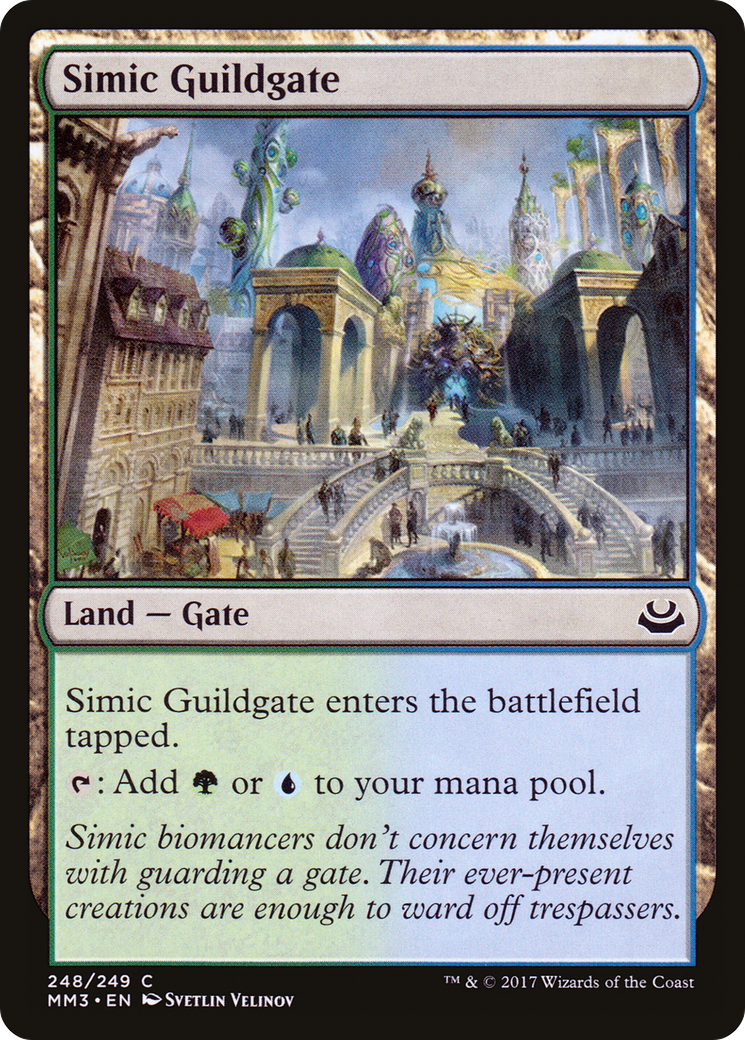 Simic Guildgate
Land — Gate
Simic Guildgate enters the battlefield
tapped.
: Add or to your mana pool.
Simic biomancers don't concern themselves
with guarding a gate. Their ever-present
creations are enough to ward off trespassers.
248/249 C
™ & © 2017 Wizards of the Coast
MM3 • EN Svetlin Velinov